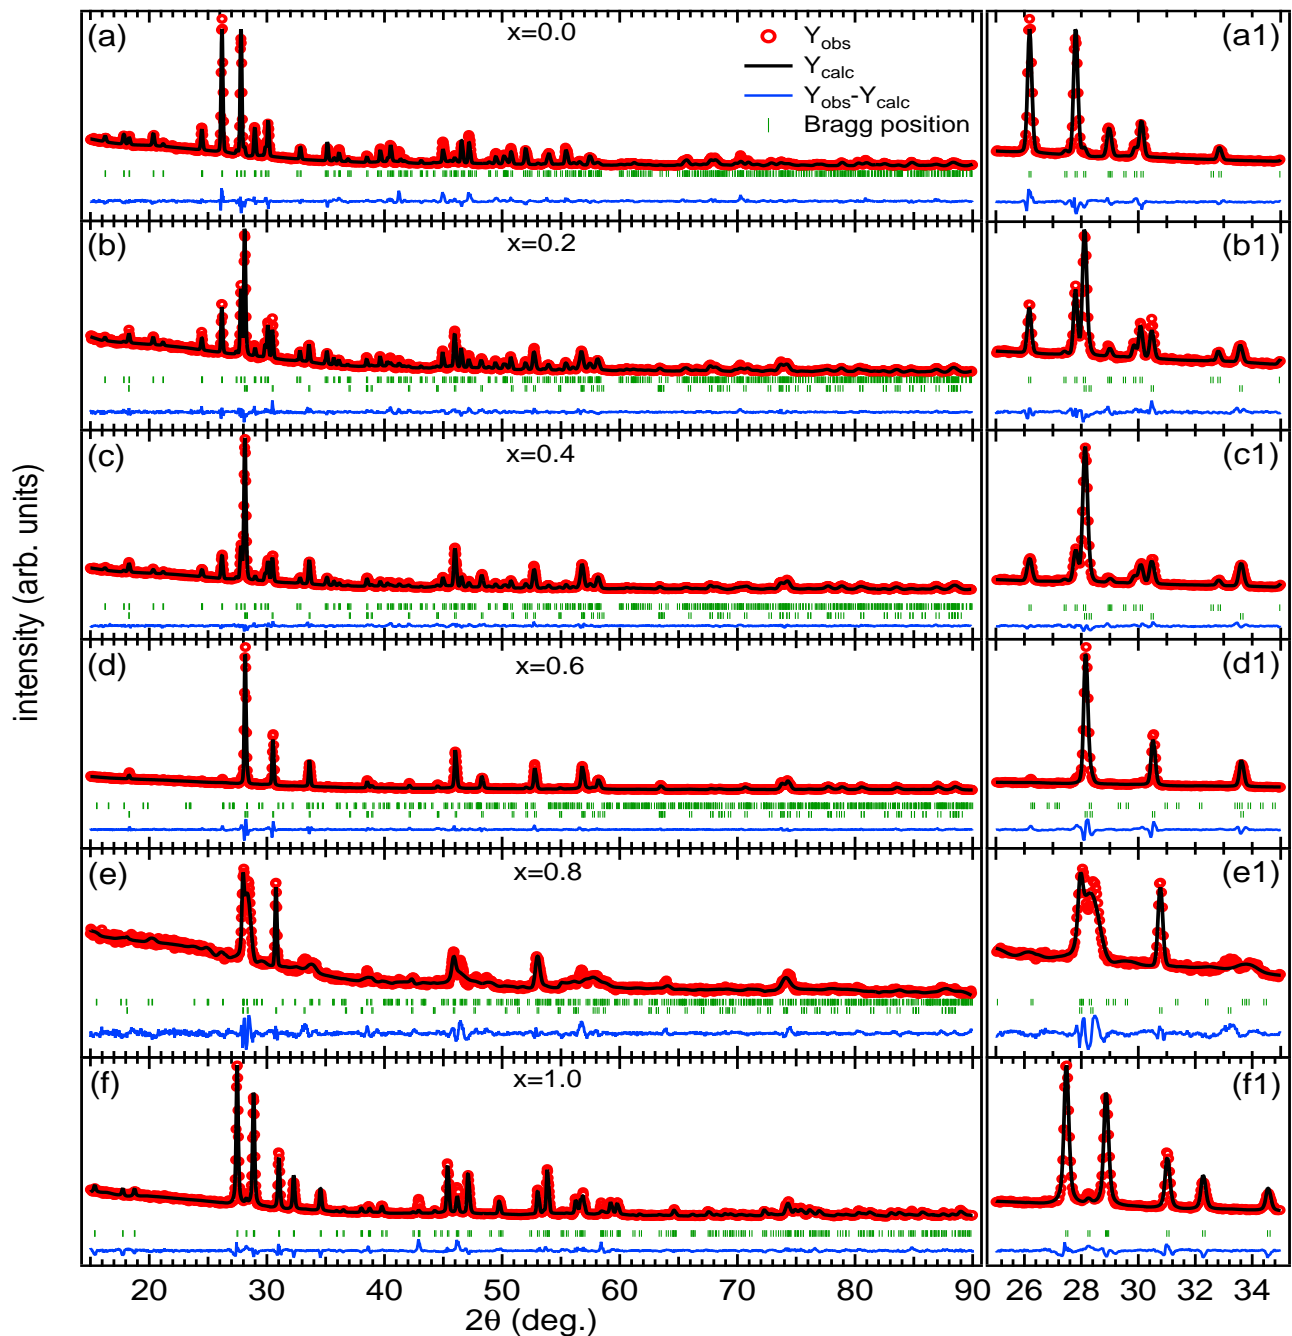 (a)
x=0.0
Y_obs
Y_calc
Y_obs-Y_calc
Bragg position
(a1)
(b)
x=0.2
(b1)
(c)
x=0.4
(c1)
(d)
x=0.6
(d1)
(e)
x=0.8
(e1)
(f)
x=1.0
(f1)
intensity (arb. units)
20 30 40 50 60 70 80 90
26 28 30 32 34
2θ (deg.)